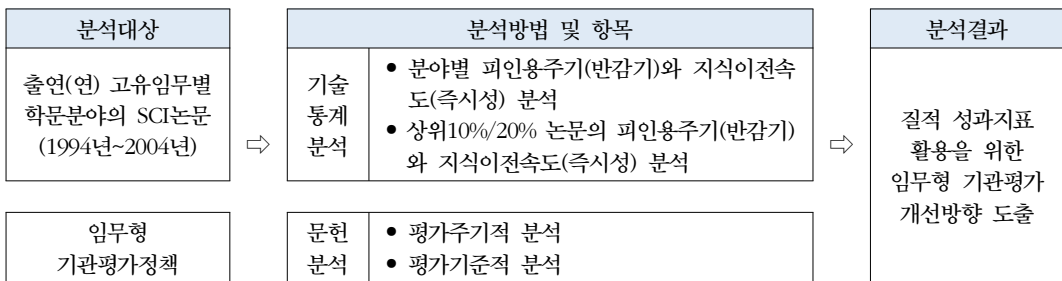 분석대상
출연(연) 고유임무별
학문분야의 SCI논문
(1994년~2004년)
⇨
분석방법 및 항목
기술
통계
분석
● 분야별 피인용주기(반감기)와 지식이전속
도(즉시성) 분석
● 상위10%/20% 논문의 피인용주기(반감기)
와 지식이전속도(즉시성) 분석
⇨
분석결과
질적 성과지표
활용을 위한
임무형 기관평가
개선방향 도출
임무형
기관평가정책
문헌
분석
● 평가주기적 분석
● 평가기준적 분석